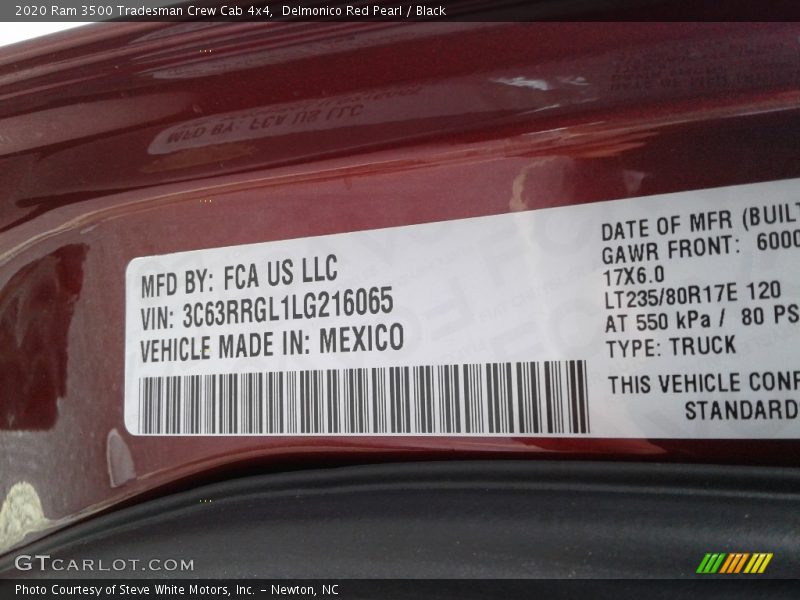 2020 Ram 3500 Tradesman Crew Cab 4x4, Delmonico Red Pearl / Black
MFD BY: FCA US LLC
VIN: 3C63RRGL1LG216065
VEHICLE MADE IN: MEXICO
DATE OF MFR (BUILT
GAWR FRONT: 6000
17X6.0
LT235/80R17E 120
AT 550 kPa / 80 PS
TYPE: TRUCK
THIS VEHICLE CONF
STANDARD
GTCARLOT.COM
Photo Courtesy of Steve White Motors, Inc. – Newton, NC